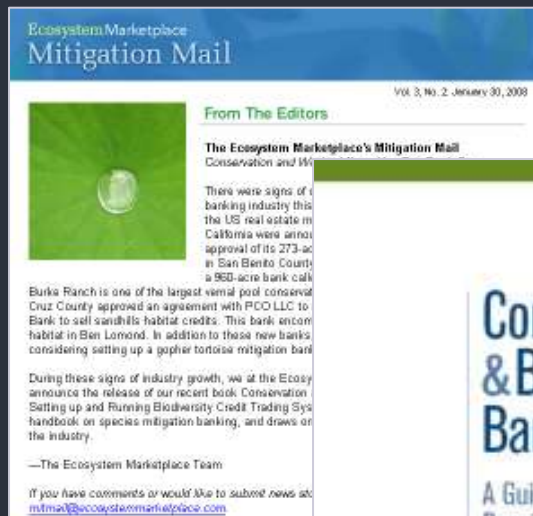 Ecosystem Marketplace
Mitigation Mail
Vol. 3, No. 2. January 30, 2008
From The Editors
The Ecosystem Marketplace's Mitigation Mail
Conservation and
There were signs of
banking industry this
the US real estate m
California were annou
approval of its 273-ac
in San Benito County
a 960-acre bank call
Burke Ranch is one of the largest vernal pool conservat
Cruz County approved an agreement with PCO LLC to
Bank to sell sandhills habitat credits. This bank encom
habitat in Ben Lomond. In addition to these new banks
considering setting up a gopher tortoise mitigation ban
During these signs of industry growth, we at the Ecosy
announce the release of our recent book Conservation
Setting up and Running Biodiversity Credit Trading Sys
handbook on species mitigation banking, and draws on
the industry.
—The Ecosystem Marketplace Team
If you have comments or would like to submit news sto
mitmail@ecosystemmarketplace.com
Co
& B
Ba
A Gui